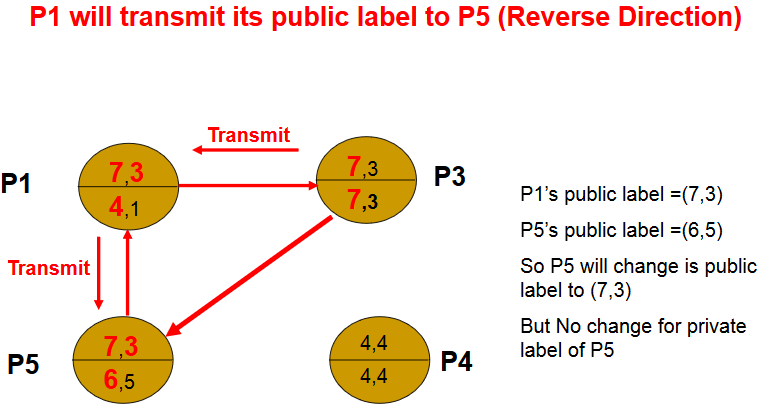 P1 will transmit its public label to P5 (Reverse Direction)
Transmit
P1
7,3
4,1
7,3
7,3
P3
P1’s public label =(7,3)
P5’s public label =(6,5)
So P5 will change is public
label to (7,3)
But No change for private
label of P5
Transmit
P5
7,3
6,5
4,4
4,4
P4